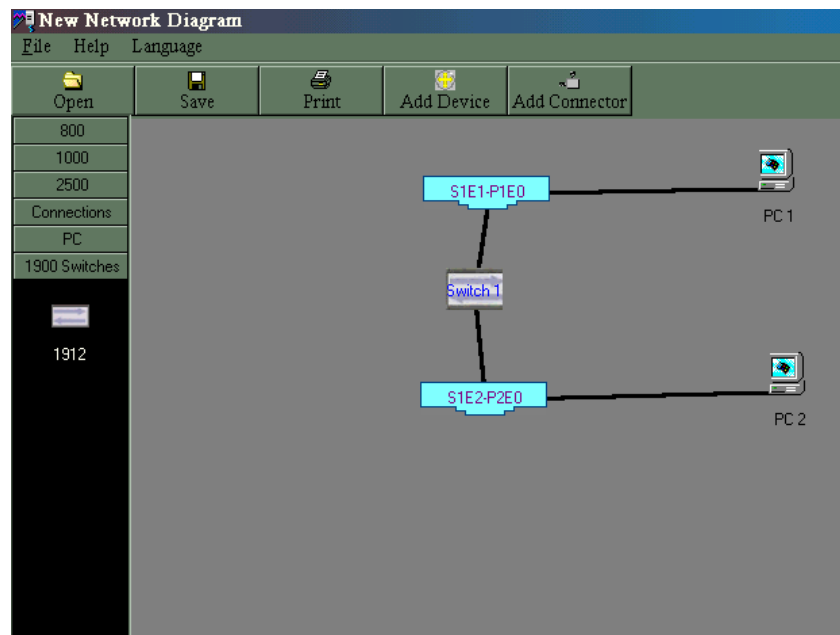 New Network Diagram
File Help Language
Open Save Print Add Device Add Connector
800
1000
2500
Connections
PC
1900 Switches
1912
S1E1-P1E0
PC 1
Switch 1
S1E2-P2E0
PC 2